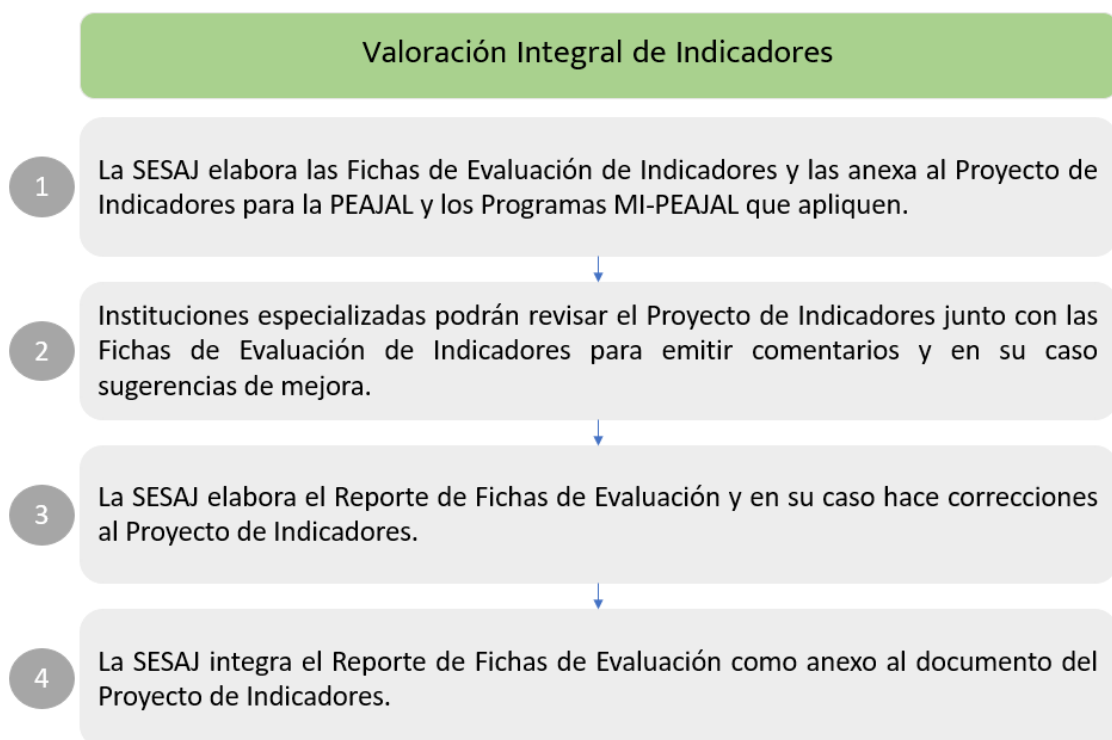 Valoración Integral de Indicadores
1
La SESAJ elabora las Fichas de Evaluación de Indicadores y las anexa al Proyecto de
Indicadores para la PEAJAL y los Programas MI-PEAJAL que apliquen.
2
Instituciones especializadas podrán revisar el Proyecto de Indicadores junto con las
Fichas de Evaluación de Indicadores para emitir comentarios y en su caso
sugerencias de mejora.
3
La SESAJ elabora el Reporte de Fichas de Evaluación y en su caso hace correcciones
al Proyecto de Indicadores.
4
La SESAJ integra el Reporte de Fichas de Evaluación como anexo al documento del
Proyecto de Indicadores.